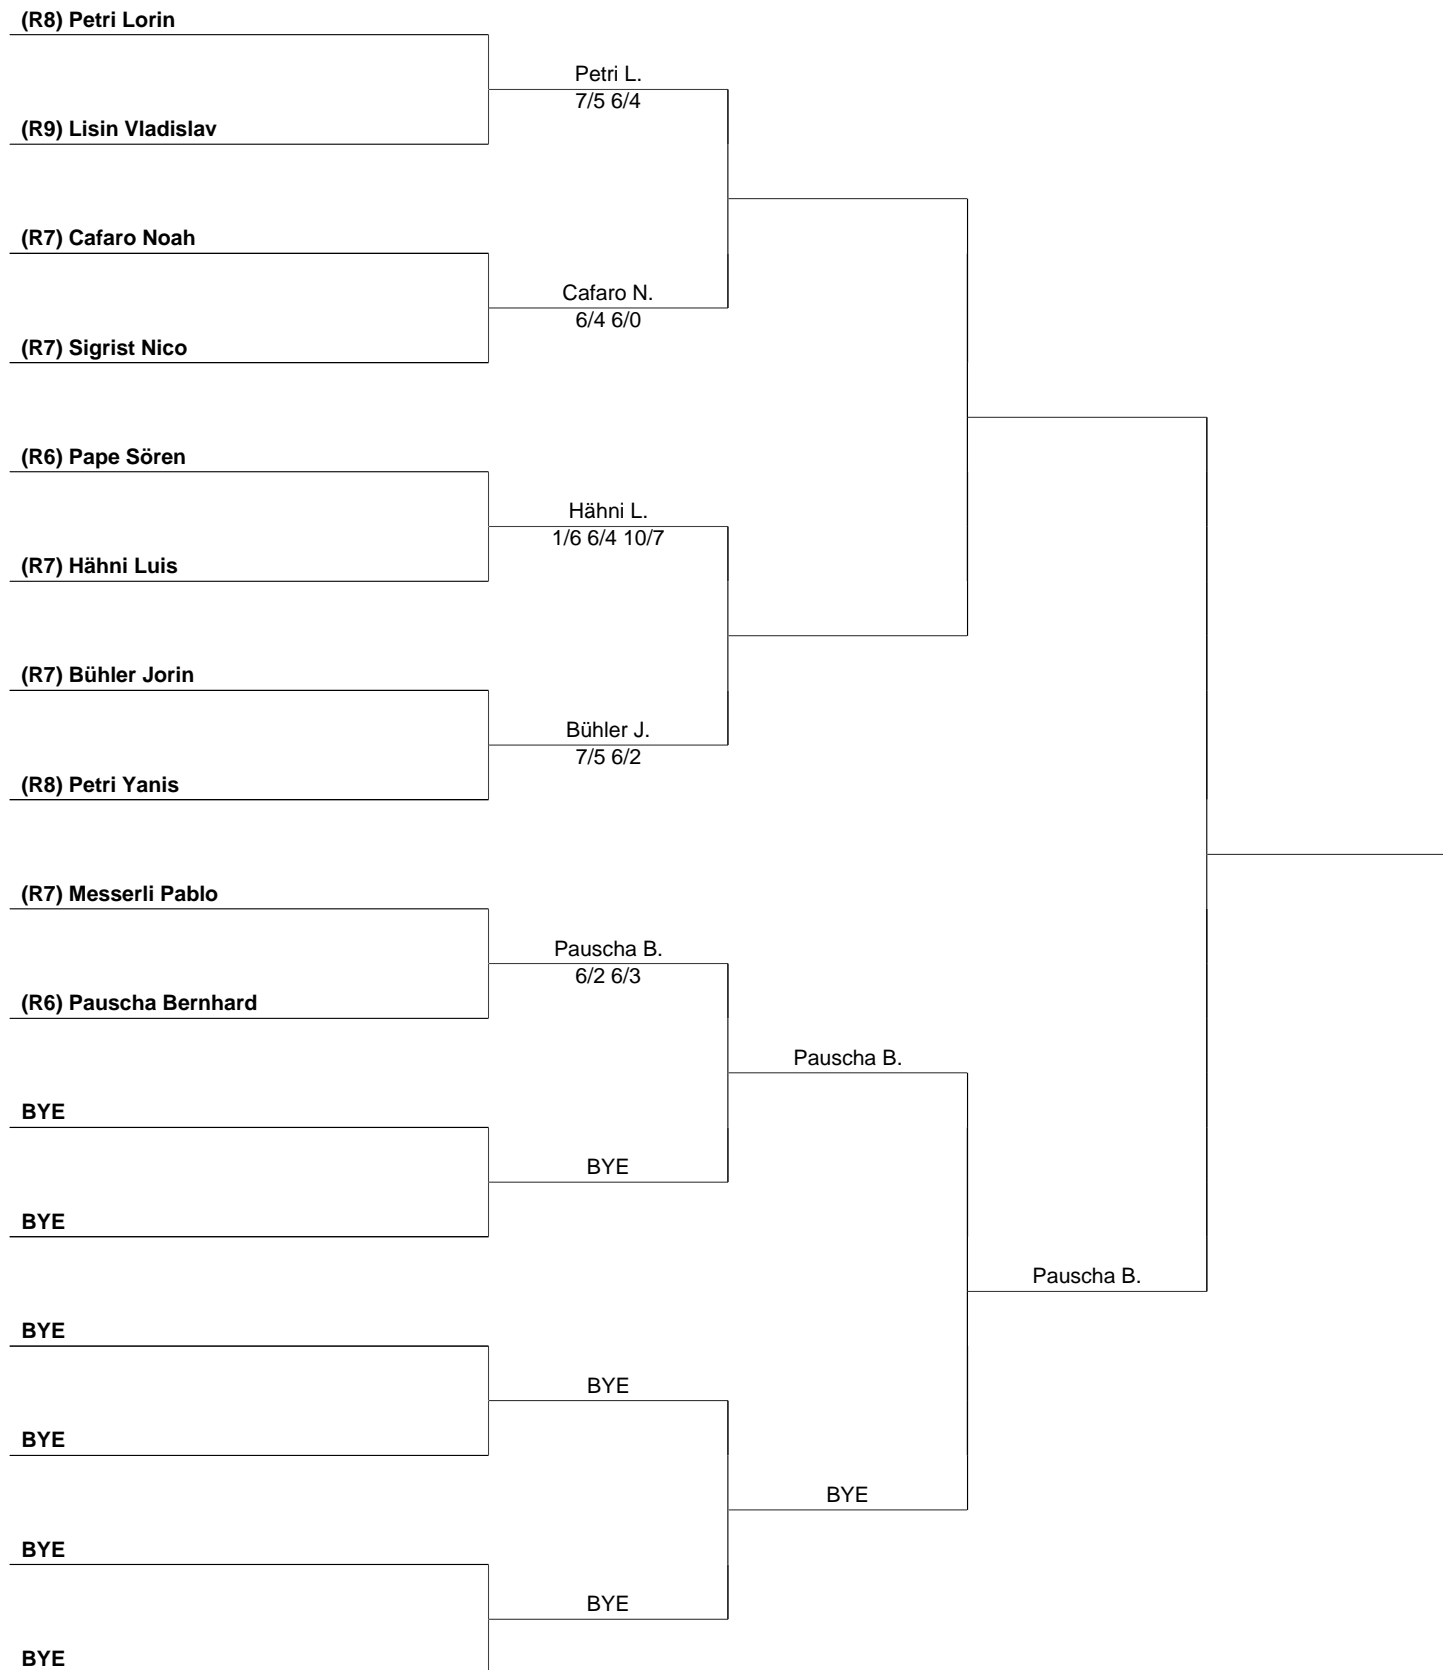 (R8) Petri Lorin
Petri L.
7/5 6/4
(R9) Lisin Vladislav
(R7) Cafaro Noah
Cafaro N.
6/4 6/0
(R7) Sigrist Nico
(R6) Pape Sören
Hähni L.
1/6 6/4 10/7
(R7) Hähni Luis
(R7) Bühler Jorin
Bühler J.
7/5 6/2
(R8) Petri Yanis
(R7) Messerli Pablo
Pauscha B.
6/2 6/3
(R6) Pauscha Bernhard
Pauscha B.
BYE
BYE
BYE
Pauscha B.
BYE
BYE
BYE
BYE
BYE
BYE
BYE